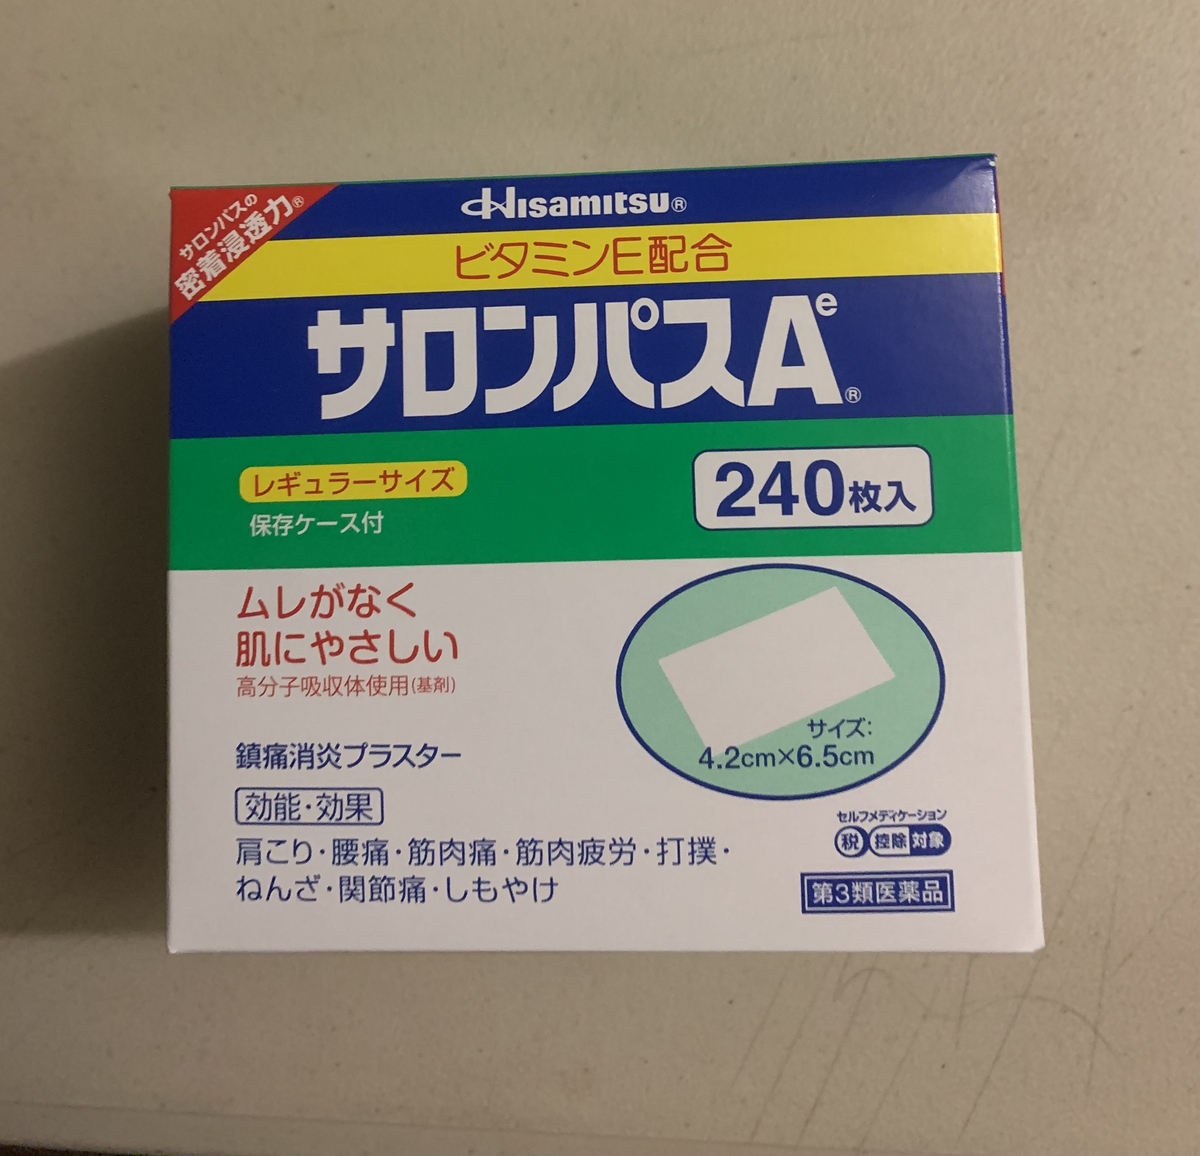 サロンパスの
密着浸透力®
Hisamitsu®
ビタミンE配合
サロンパスAe®
レギュラーサイズ
保存ケース付
240枚入
ムレがなく
肌にやさしい
高分子吸収体使用(基剤)
サイズ:
4.2cm×6.5cm
鎮痛消炎プラスター
効能・効果
肩こり・腰痛・筋肉痛・筋肉疲労・打撲・
ねんざ・関節痛・しもやけ
セルフメディケーション
税 控除 対象
第3類医薬品